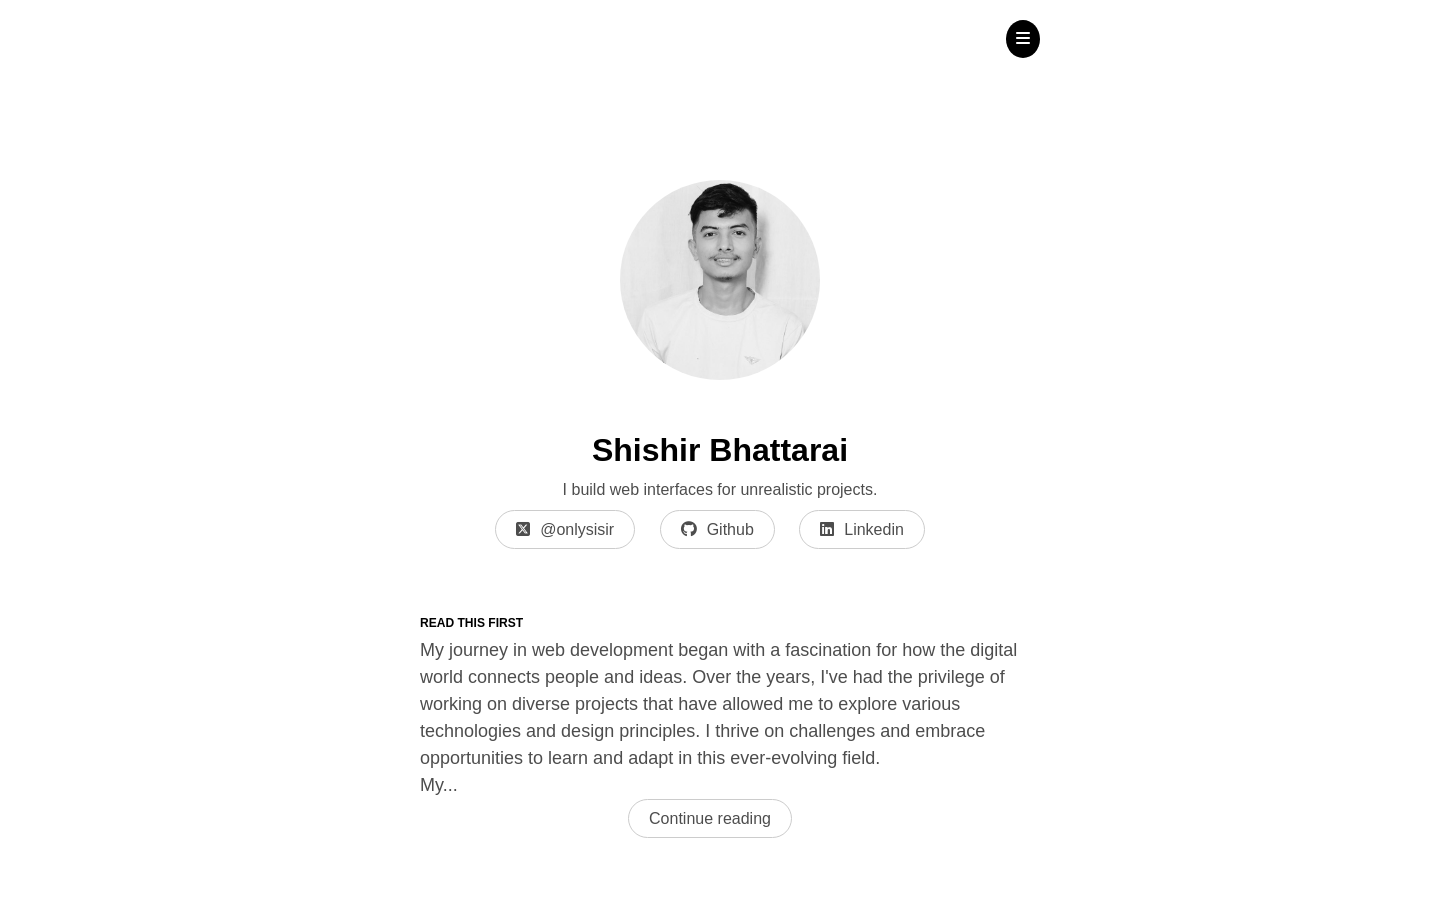 Shishir Bhattarai
I build web interfaces for unrealistic projects.
@onlysisir
Github
Linkedin
READ THIS FIRST
My journey in web development began with a fascination for how the digital
world connects people and ideas. Over the years, I've had the privilege of
working on diverse projects that have allowed me to explore various
technologies and design principles. I thrive on challenges and embrace
opportunities to learn and adapt in this ever-evolving field.
My...
Continue reading